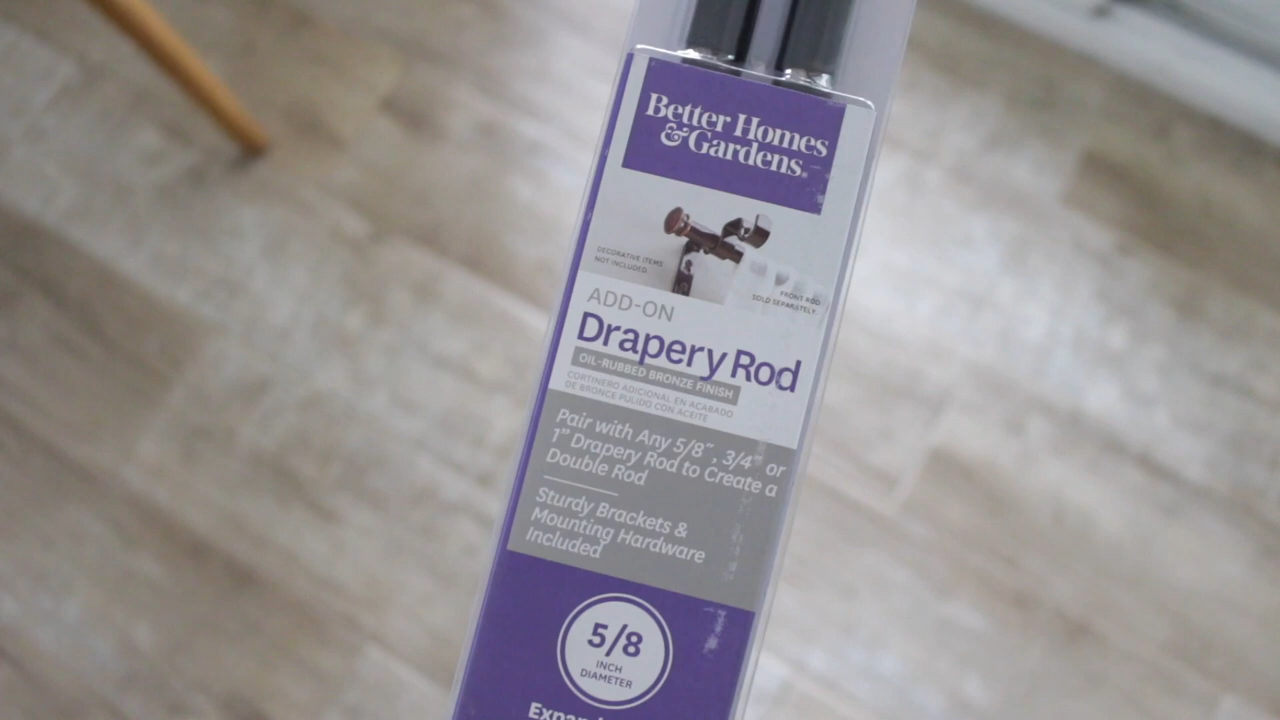 Better Homes
& Gardens®
DECORATIVE ITEMS
NOT INCLUDED.
FRONT ROD
SOLD SEPARATELY.
ADD-ON
Drapery Rod
OIL-RUBBED BRONZE FINISH
CORTINERO ADICIONAL EN ACABADO
DE BRONCE PULIDO CON ACEITE
Pair with Any 5/8", 3/4" or
1" Drapery Rod to Create a
Double Rod
Sturdy Brackets &
Mounting Hardware
Included
5/8
INCH
DIAMETER